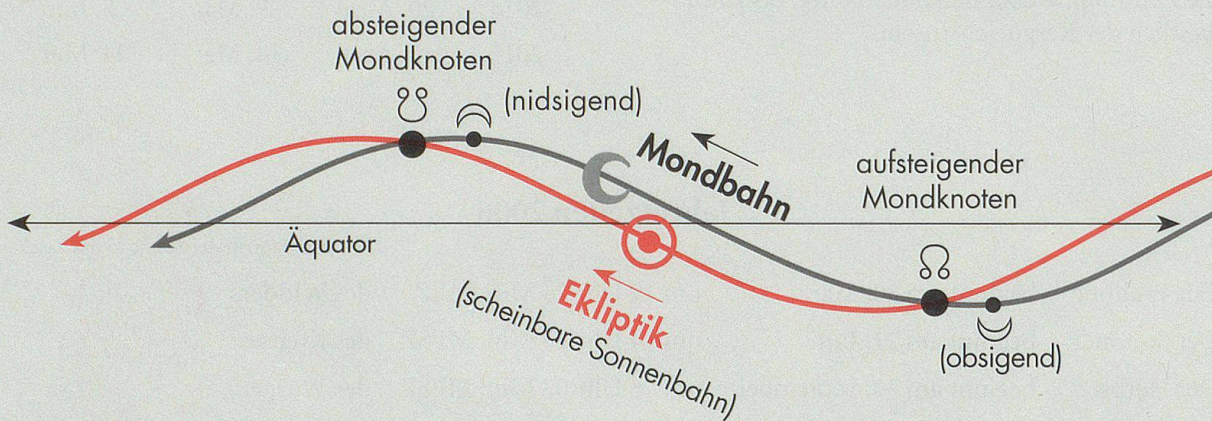 absteigender
Mondknoten
☋
(nidsigend)
Mondbahn
aufsteigender
Mondknoten
Äquator
☊
Ekliptik
(scheinbare Sonnenbahn)
(obsigend)